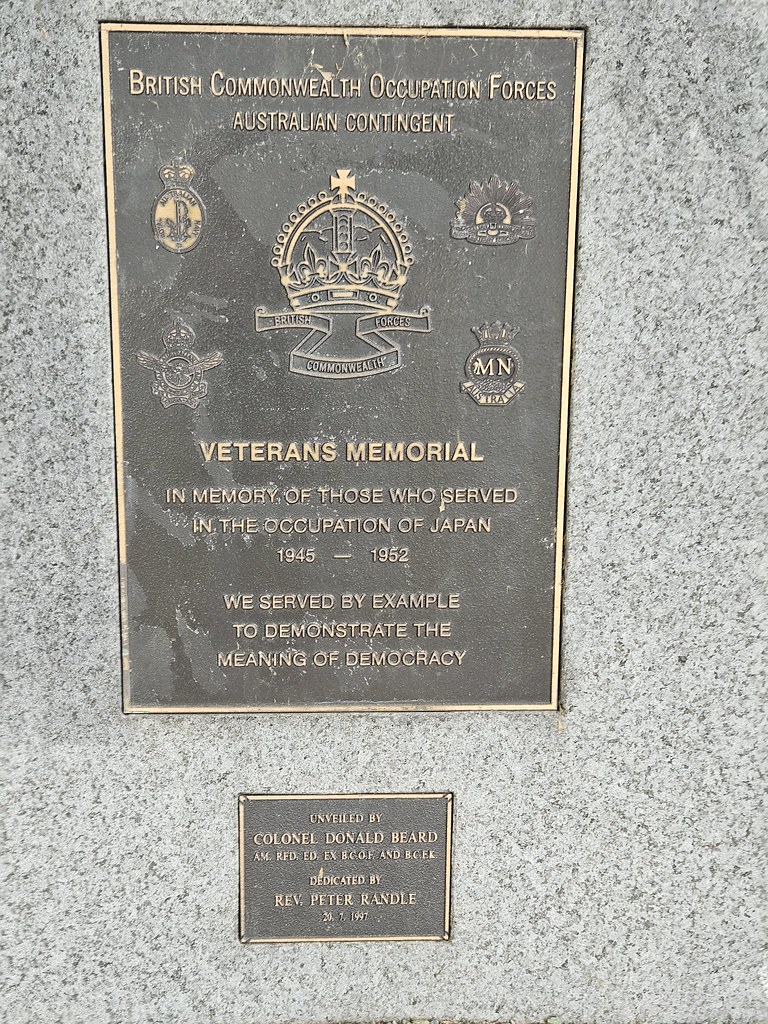 BRITISH COMMONWEALTH OCCUPATION FORCES
AUSTRALIAN CONTINGENT
AUSTRALIAN
BRITISH FORCES
COMMONWEALTH
MN
AUSTRALIA
VETERANS MEMORIAL
IN MEMORY OF THOSE WHO SERVED
IN THE OCCUPATION OF JAPAN
1945 — 1952
WE SERVED BY EXAMPLE
TO DEMONSTRATE THE
MEANING OF DEMOCRACY
UNVEILED BY
COLONEL DONALD BEARD
AM. RFD. ED. EX B.C.O.F. AND B.C.F.K.
DEDICATED BY
REV. PETER RANDLE
20. 7. 1997